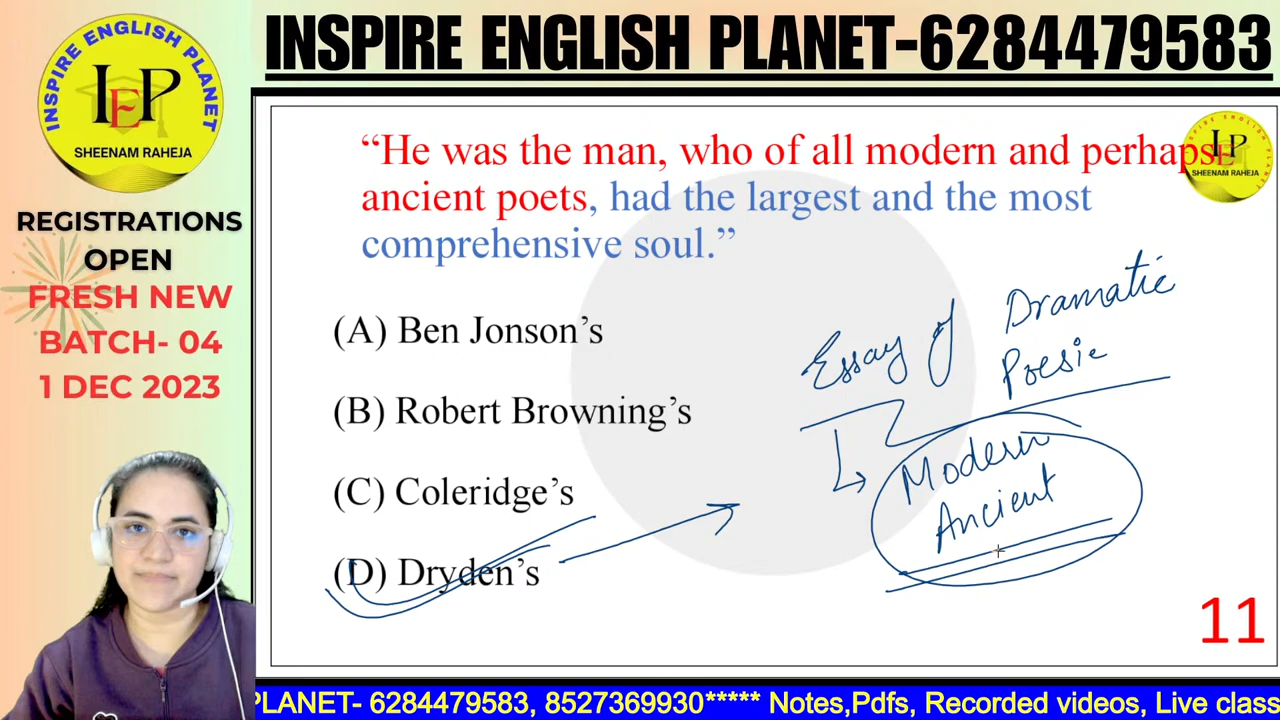 INSPIRE ENGLISH PLANET-6284479583
INSPIRE ENGLISH PLANET
IEP
SHEENAM RAHEJA
REGISTRATIONS
OPEN
FRESH NEW
BATCH- 04
1 DEC 2023
“He was the man, who of all modern and perhaps
ancient poets, had the largest and the most
comprehensive soul.”
IEP
SHEENAM RAHEJA
(A) Ben Jonson’s
(B) Robert Browning’s
(C) Coleridge’s
(D) Dryden’s
Essay of Dramatic
Poesie
Modern
Ancient
11
PLANET- 6284479583, 8527369930***** Notes,Pdfs, Recorded videos, Live class